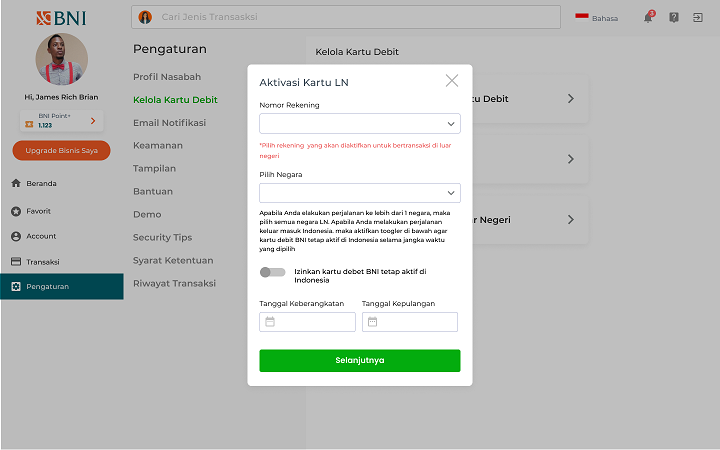 BNI
Cari Jenis Transasksi
Bahasa
3
Hi, James Rich Brian
BNI Point+
1.123
Upgrade Bisnis Saya
Beranda
Favorit
Account
Transaksi
Pengaturan
Pengaturan
Profil Nasabah
Kelola Kartu Debit
Email Notifikasi
Keamanan
Tampilan
Bantuan
Demo
Security Tips
Syarat Ketentuan
Riwayat Transaksi
Kelola Kartu Debit
tu Debit
ar Negeri
Aktivasi Kartu LN
Nomor Rekening
*Pilih rekening yang akan diaktifkan untuk bertransaksi di luar
negeri
Pilih Negara
Apabila Anda elakukan perjalanan ke lebih dari 1 negara, maka
pilih semua negara LN. Apabila Anda melakukan perjalanan
keluar masuk Indonesia. maka aktifkan toogler di bawah agar
kartu debit BNI tetap aktif di Indonesia selama jangka waktu
yang dipilih
Izinkan kartu debet BNI tetap aktif di
Indonesia
Tanggal Keberangkatan
Tanggal Kepulangan
Selanjutnya